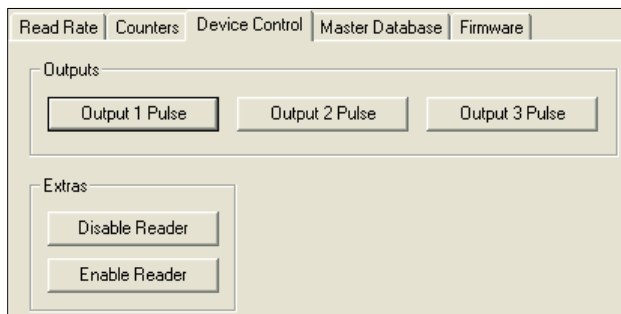 Read Rate Counters Device Control Master Database Firmware
Outputs
Output 1 Pulse Output 2 Pulse Output 3 Pulse
Extras
Disable Reader
Enable Reader